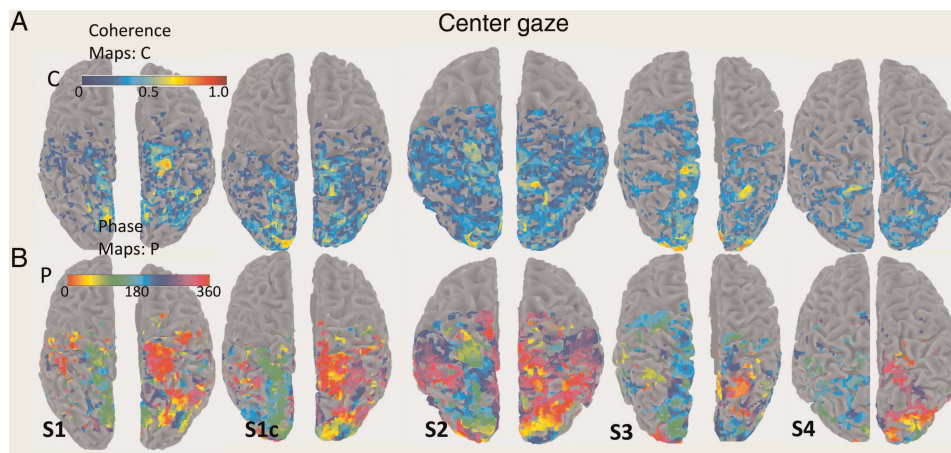 A
Center gaze
Coherence
Maps: C
C
0 0.5 1.0
Phase
Maps: P
B
P
0 180 360
S1 S1c S2 S3 S4